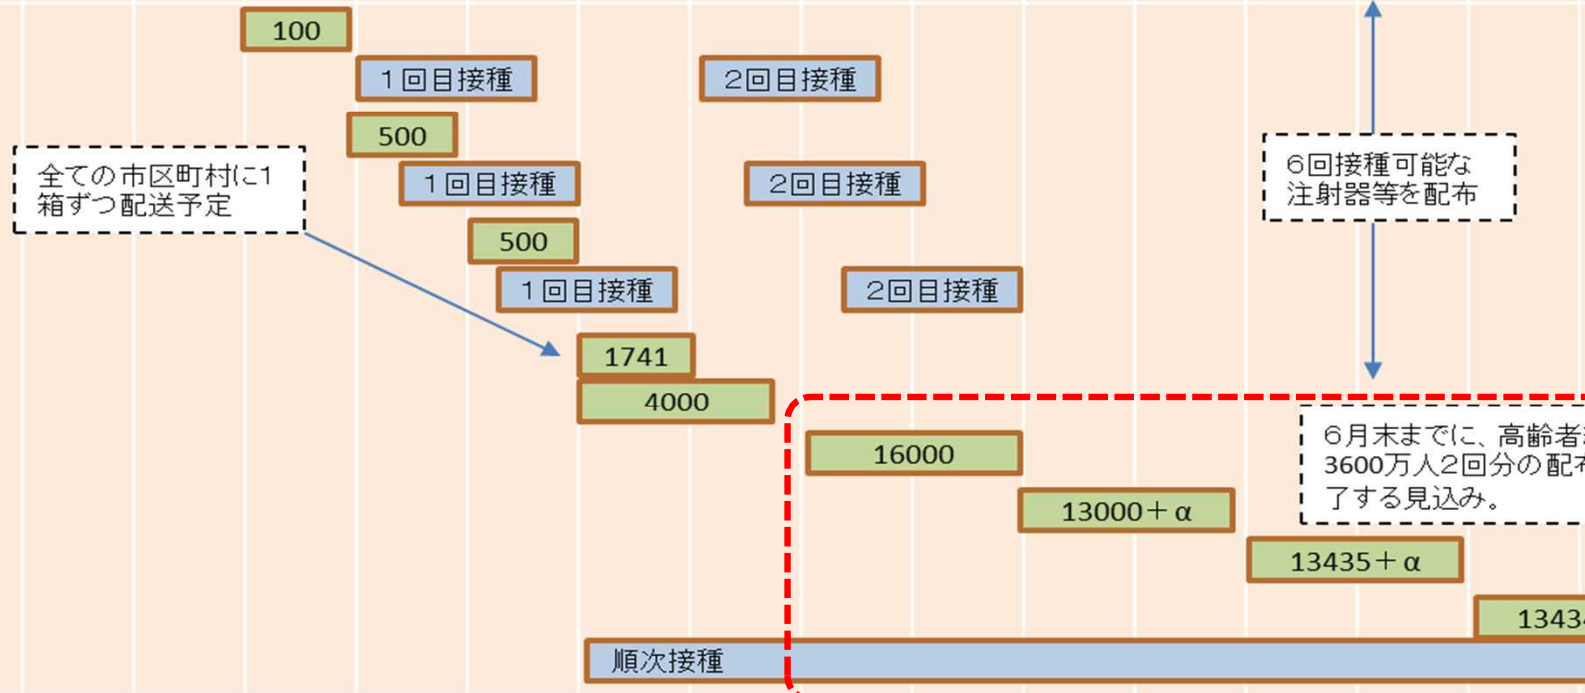 100
1回目接種
2回目接種
500
全ての市区町村に1
箱ずつ配送予定
1回目接種
2回目接種
6回接種可能な
注射器等を配布
500
1回目接種
2回目接種
1741
4000
16000
6月末までに、高齢者
3600万人2回分の配
了する見込み。
13000+α
13435+α
1343
順次接種